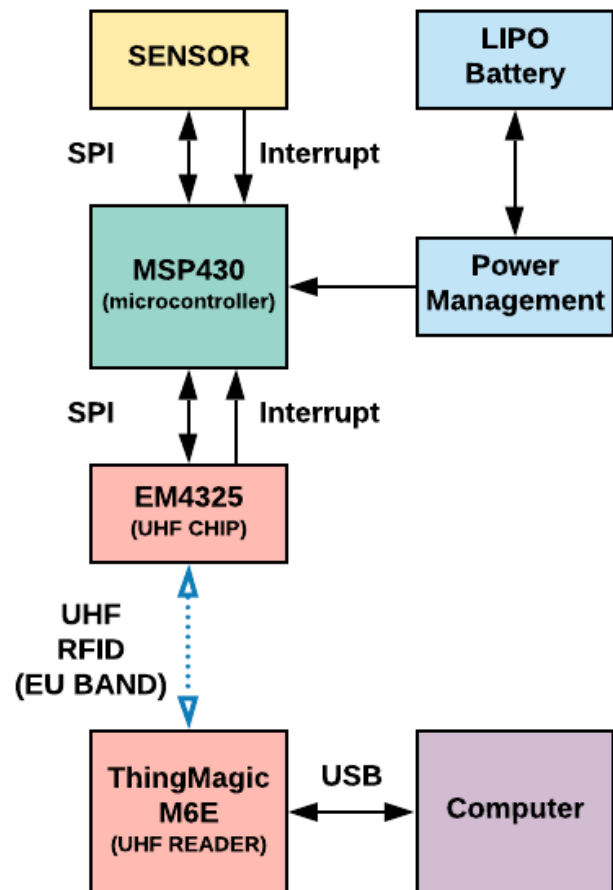 SENSOR
LIPO
Battery
SPI
Interrupt
MSP430
(microcontroller)
Power
Management
SPI
Interrupt
EM4325
(UHF CHIP)
UHF
RFID
(EU BAND)
ThingMagic
M6E
(UHF READER)
USB
Computer